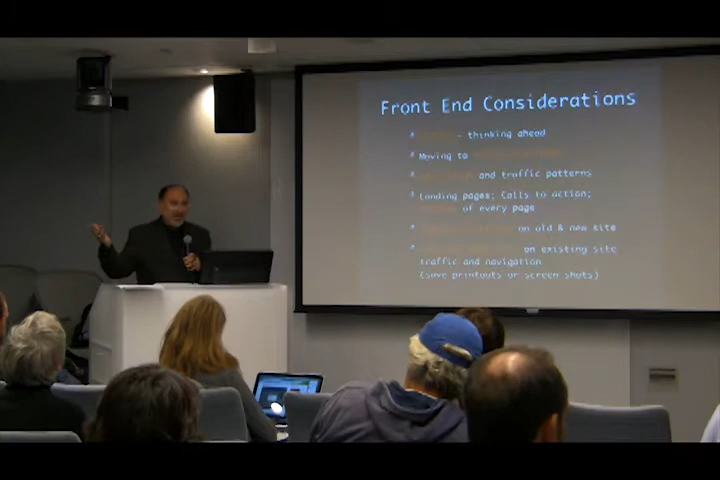 Front End Considerations
* - thinking ahead
* Moving to
* and traffic patterns
* Landing pages; Calls to action;
of every page
* on old & new site
* on existing site
traffic and navigation
(save printouts or screen shots)